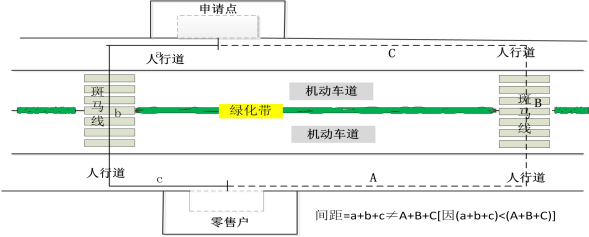 申请点
a
C
人行道
人行道
机动车道
斑马线
b
绿化带
斑马线
B
机动车道
人行道
c
A
人行道
零售户
间距=a+b+c≠A+B+C[因(a+b+c)<(A+B+C)]